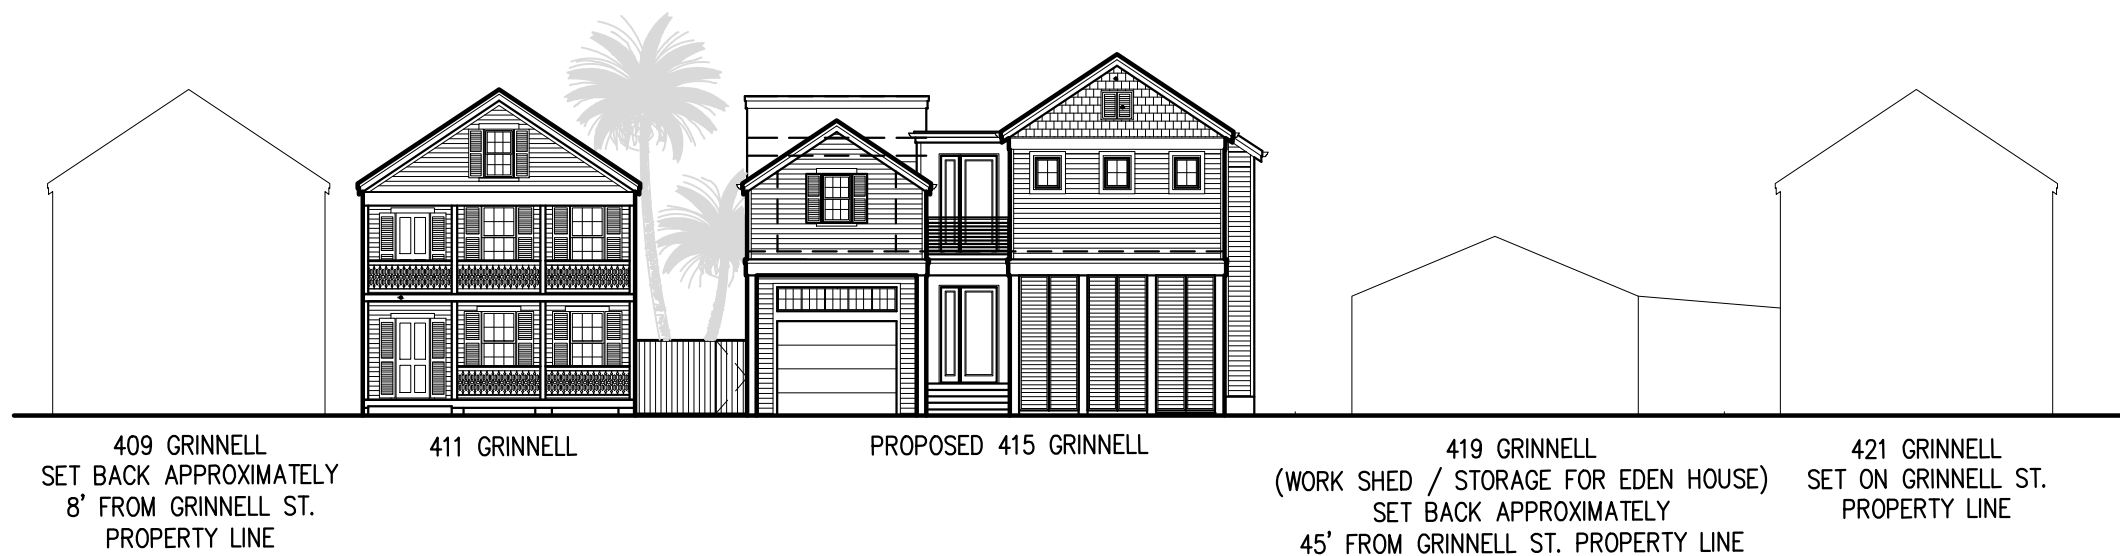 409 GRINNELL
SET BACK APPROXIMATELY
8' FROM GRINNELL ST.
PROPERTY LINE
411 GRINNELL
PROPOSED 415 GRINNELL
419 GRINNELL
(WORK SHED / STORAGE FOR EDEN HOUSE)
SET BACK APPROXIMATELY
45' FROM GRINNELL ST. PROPERTY LINE
421 GRINNELL
SET ON GRINNELL ST.
PROPERTY LINE